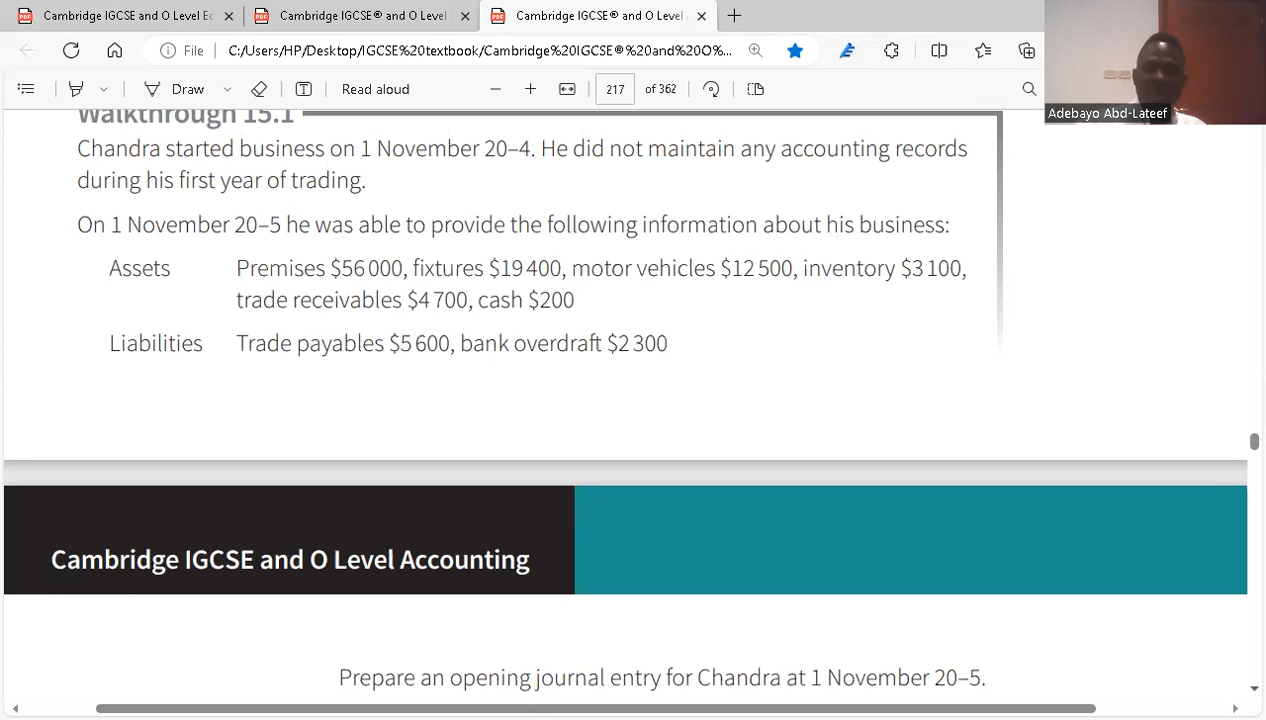 Cambridge IGCSE and O Level Ec
Cambridge IGCSE® and O Level
Cambridge IGCSE® and O Level
File
C:/Users/HP/Desktop/IGCSE%20textbook/Cambridge%20IGCSE®%20and%20O%...
Draw
Read aloud
217
of 362
Adebayo Abd-Lateef
Walkthrough 15.1
Chandra started business on 1 November 20–4. He did not maintain any accounting records
during his first year of trading.
On 1 November 20–5 he was able to provide the following information about his business:
Assets Premises $56 000, fixtures $19 400, motor vehicles $12 500, inventory $3 100,
trade receivables $4 700, cash $200
Liabilities Trade payables $5 600, bank overdraft $2 300
Cambridge IGCSE and O Level Accounting
Prepare an opening journal entry for Chandra at 1 November 20–5.